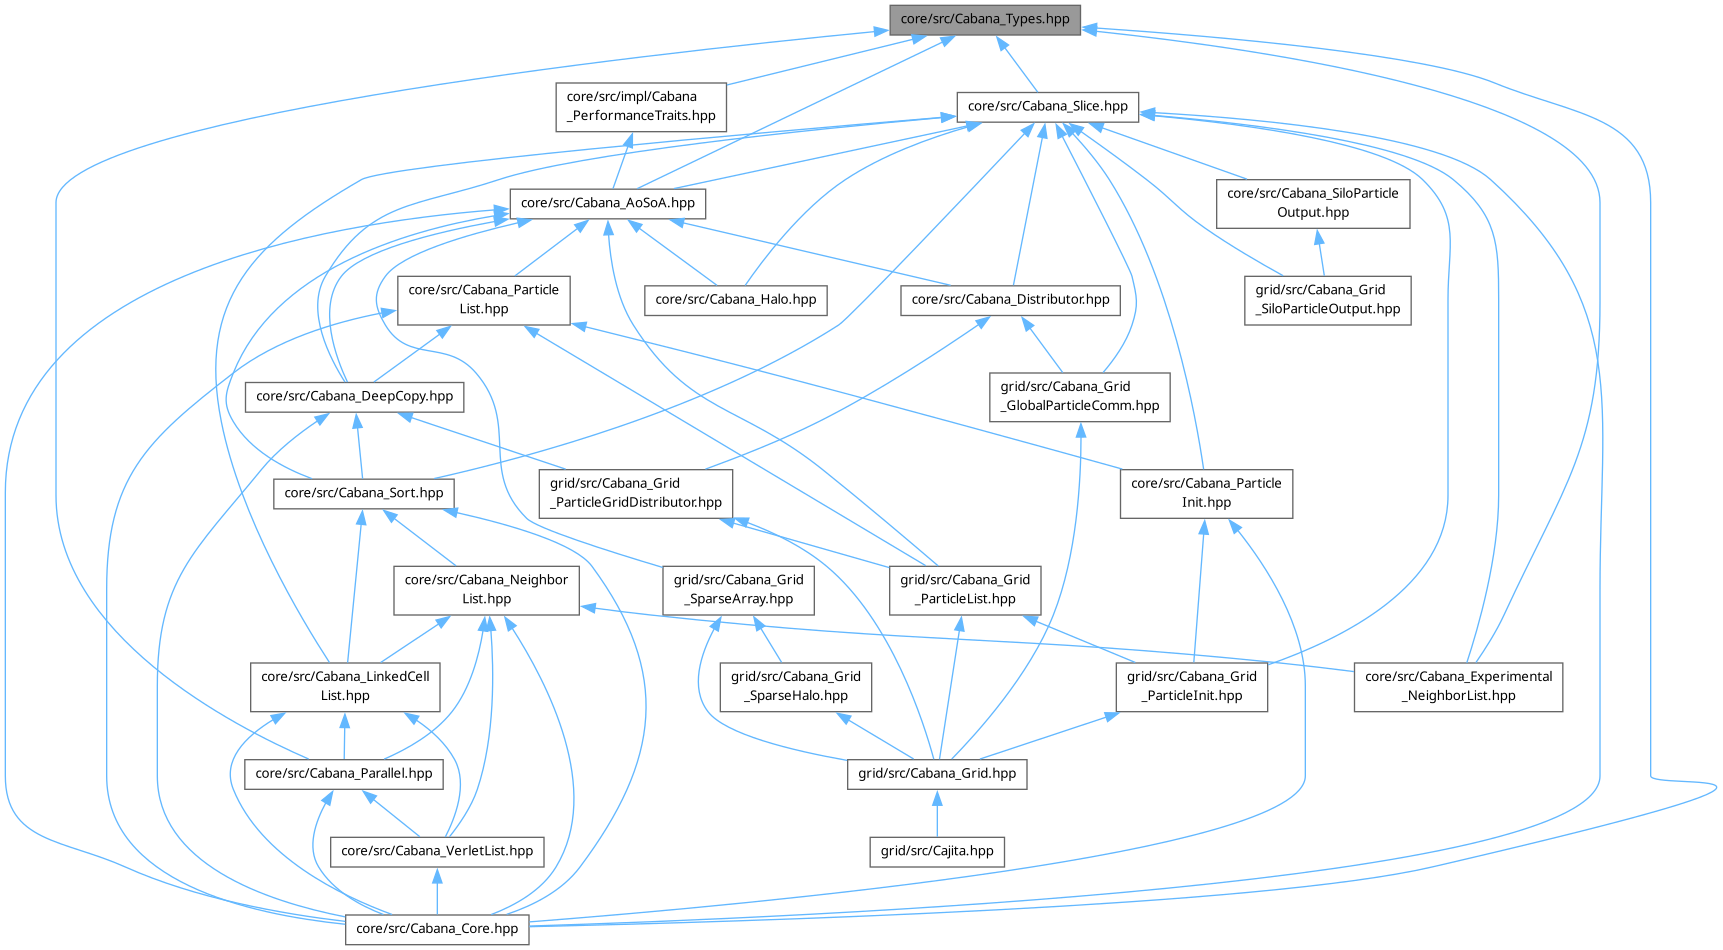 core/src/Cabana_Types.hpp
core/src/impl/Cabana
_PerformanceTraits.hpp
core/src/Cabana_Slice.hpp
core/src/Cabana_AoSoA.hpp
core/src/Cabana_SiloParticle
Output.hpp
core/src/Cabana_Particle
List.hpp
core/src/Cabana_Halo.hpp
core/src/Cabana_Distributor.hpp
grid/src/Cabana_Grid
_SiloParticleOutput.hpp
core/src/Cabana_DeepCopy.hpp
grid/src/Cabana_Grid
_GlobalParticleComm.hpp
core/src/Cabana_Sort.hpp
grid/src/Cabana_Grid
_ParticleGridDistributor.hpp
core/src/Cabana_Particle
Init.hpp
core/src/Cabana_Neighbor
List.hpp
grid/src/Cabana_Grid
_SparseArray.hpp
grid/src/Cabana_Grid
_ParticleList.hpp
core/src/Cabana_LinkedCell
List.hpp
grid/src/Cabana_Grid
_SparseHalo.hpp
grid/src/Cabana_Grid
_ParticleInit.hpp
core/src/Cabana_Experimental
_NeighborList.hpp
core/src/Cabana_Parallel.hpp
grid/src/Cabana_Grid.hpp
core/src/Cabana_VerletList.hpp
grid/src/Cajita.hpp
core/src/Cabana_Core.hpp